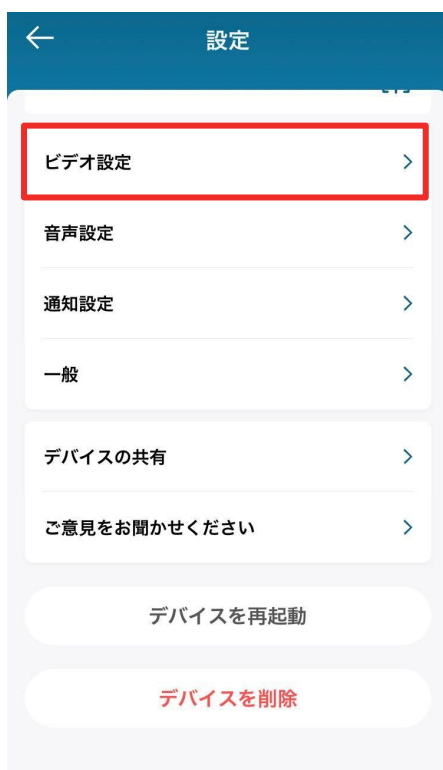 設定
ビデオ設定
音声設定
通知設定
一般
デバイスの共有
ご意見をお聞かせください
デバイスを再起動
デバイスを削除